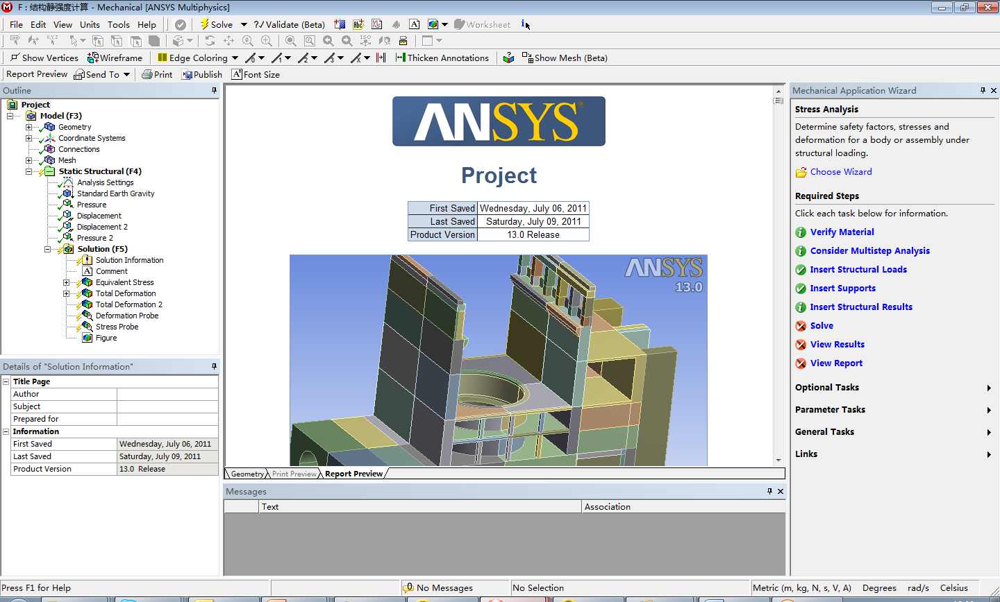 F : 结构静强度计算 - Mechanical [ANSYS Multiphysics]
File Edit View Units Tools Help Solve ?✓ Validate (Beta) Worksheet
Show Vertices Wireframe Edge Coloring Thicken Annotations Show Mesh (Beta)
Report Preview Send To Print Publish Font Size
Outline
Project
Model (F3)
Geometry
Coordinate Systems
Connections
Mesh
Static Structural (F4)
Analysis Settings
Standard Earth Gravity
Pressure
Displacement
Displacement 2
Pressure 2
Solution (F5)
Solution Information
Comment
Equivalent Stress
Total Deformation
Total Deformation 2
Deformation Probe
Stress Probe
Figure
Details of "Solution Information"
Title Page
Author
Subject
Prepared for
Information
First Saved Wednesday, July 06, 2011
Last Saved Saturday, July 09, 2011
Product Version 13.0 Release
ANSYS®
Project
First Saved Wednesday, July 06, 2011
Last Saved Saturday, July 09, 2011
Product Version 13.0 Release
ANSYS
13.0
Geometry Print Preview Report Preview
Messages
Text Association
Mechanical Application Wizard
Stress Analysis
Determine safety factors, stresses and
deformation for a body or assembly under
structural loading.
Choose Wizard
Required Steps
Click each task below for information.
Verify Material
Consider Multistep Analysis
Insert Structural Loads
Insert Supports
Insert Structural Results
Solve
View Results
View Report
Optional Tasks
Parameter Tasks
General Tasks
Links
Press F1 for Help 0 No Messages No Selection Metric (m, kg, N, s, V, A) Degrees rad/s Celsius